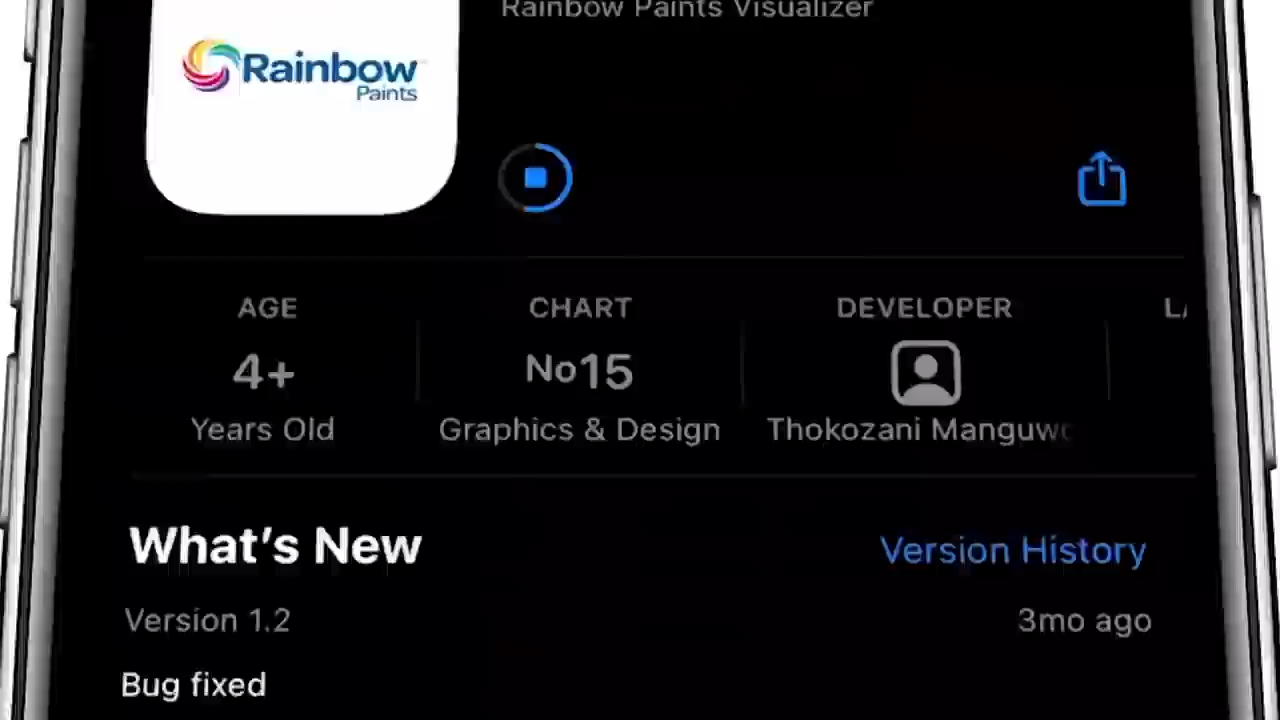 Rainbow Paints Visualizer
Rainbow
Paints
AGE
CHART
DEVELOPER
4+
No15
Years Old
Graphics & Design
Thokozani
What's New
Version History
Version 1.2
3mo ago
Bug fixed